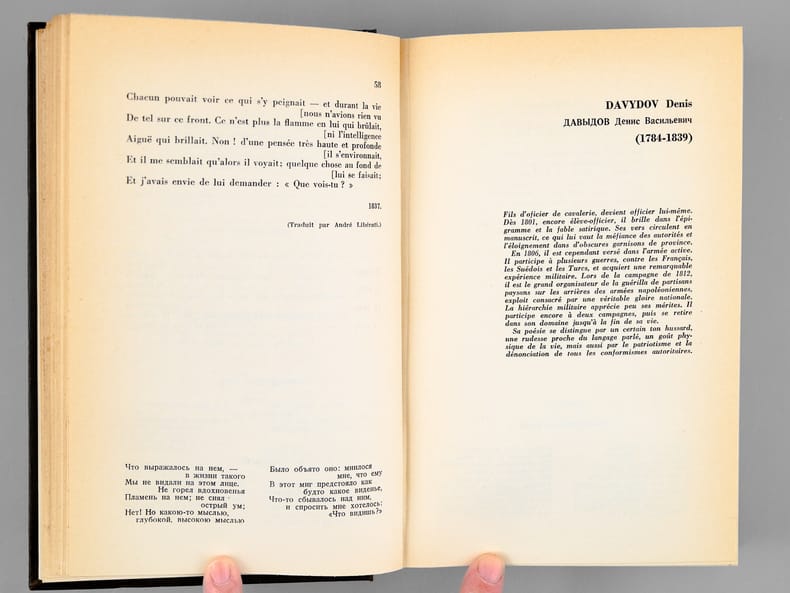 58
Chacun pouvait voir ce qui s'y peignait — et durant la vie
[nous n'avions rien vu
De tel sur ce front. Ce n'est plus la flamme en lui qui brûlait,
[ni l'intelligence
Aiguë qui brillait. Non ! d'une pensée très haute et profonde
[il s'environnait,
Et il me semblait qu'alors il voyait; quelque chose au fond de
[lui se faisait;
Et j'avais envie de lui demander : « Que vois-tu ? »
1837.
(Traduit par André Libérati.)
Что выражалось на нем, —
в жизни такого
Мы не видали на этом лице.
Не горел вдохновенья
Пламень на нем; не сиял
острый ум;
Нет! Но какою-то мыслью,
глубокой, высокою мыслью
Было объято оно: мнилося
мне, что ему
В этот миг предстояло как
будто какое виденье,
Что-то сбывалось над ним,
и спросить мне хотелось:
«Что видишь?»
DAVYDOV Denis
ДАВЫДОВ Денис Васильевич
(1784-1839)
Fils d'oficier de cavalerie, devient officier lui-même.
Dès 1801, encore élève-officier, il brille dans l'épi-
gramme et la fable satirique. Ses vers circulent en
manuscrit, ce qui lui vaut la méfiance des autorités et
l'éloignement dans d'obscures garnisons de province.
En 1806, il est cependant versé dans l'armée active.
Il participe à plusieurs guerres, contre les Français,
les Suédois et les Turcs, et acquiert une remarquable
expérience militaire. Lors de la campagne de 1812,
il est le grand organisateur de la guérilla de partisans
paysans sur les arrières des armées napoléoniennes,
exploit consacré par une véritable gloire nationale.
La hiérarchie militaire apprécie peu ses mérites. Il
participe encore à deux campagnes, puis se retire
dans son domaine jusqu'à la fin de sa vie.
Sa poésie se distingue par un certain ton hussard,
une rudesse proche du langage parlé, un goût phy-
sique de la vie, mais aussi par le patriotisme et la
dénonciation de tous les conformismes autoritaires.